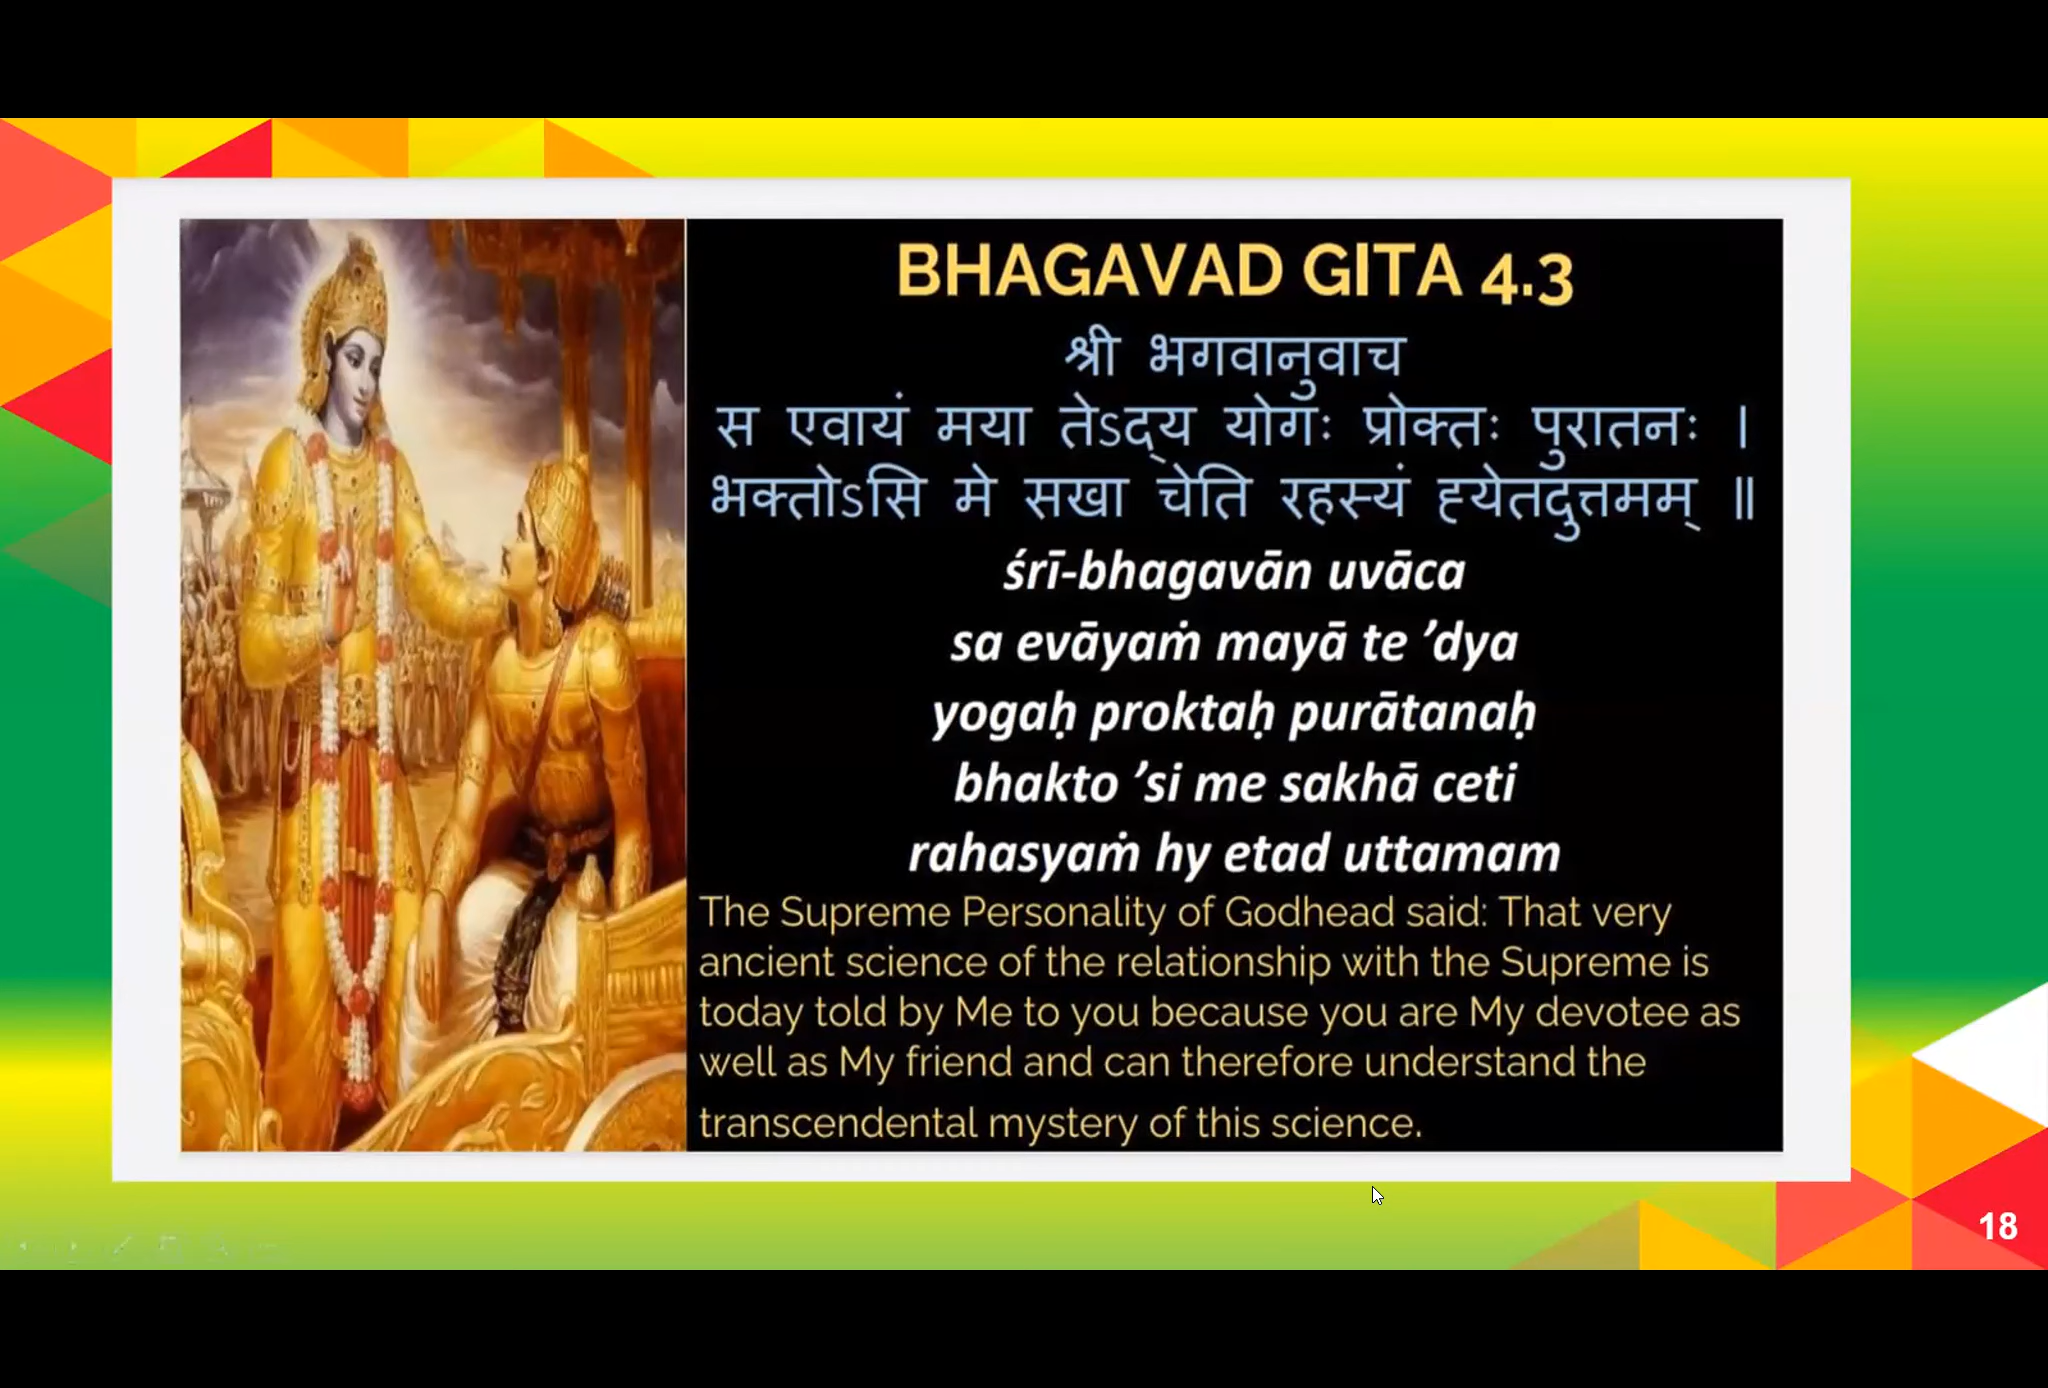 BHAGAVAD GITA 4.3
श्री भगवानुवाच
स एवायं मया तेऽद्य योगः प्रोक्तः पुरातनः ।
भक्तोऽसि मे सखा चेति रहस्यं ह्येतदुत्तमम् ॥
śrī-bhagavān uvāca
sa evāyaṁ mayā te ’dya
yogaḥ proktaḥ purātanaḥ
bhakto ’si me sakhā ceti
rahasyaṁ hy etad uttamam
The Supreme Personality of Godhead said: That very
ancient science of the relationship with the Supreme is
today told by Me to you because you are My devotee as
well as My friend and can therefore understand the
transcendental mystery of this science.
18